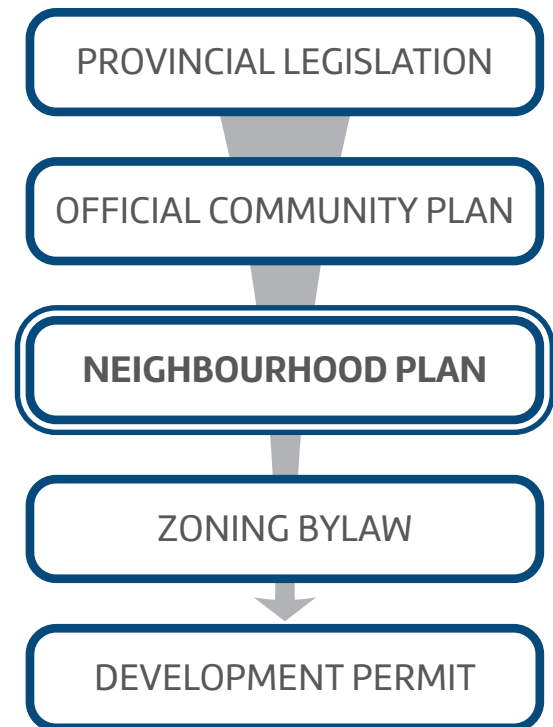 PROVINCIAL LEGISLATION
OFFICIAL COMMUNITY PLAN
NEIGHBOURHOOD PLAN
ZONING BYLAW
DEVELOPMENT PERMIT